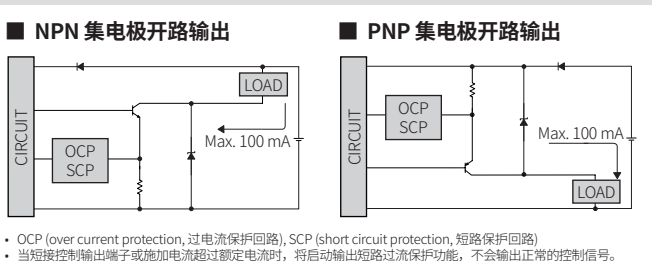 ■ NPN 集电极开路输出
CIRCUIT
OCP
SCP
LOAD
Max. 100 mA
■ PNP 集电极开路输出
CIRCUIT
OCP
SCP
Max. 100 mA
LOAD
• OCP (over current protection, 过电流保护回路), SCP (short circuit protection, 短路保护回路)
• 当短接控制输出端子或施加电流超过额定电流时，将启动输出短路过流保护功能，不会输出正常的控制信号。